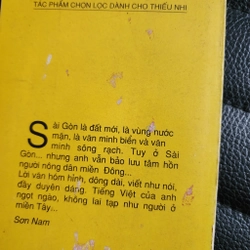 TÁC PHẨM CHỌN LỌC DÀNH CHO THIẾU NHI
Sài Gòn là đất mới, là vùng nước
mặn, là văn minh biển và văn
minh sông rạch. Tuy ở Sài
Gòn... nhưng anh vẫn bảo lưu tâm hồn
người nông dân miền Đông...
Lời văn hóm hỉnh, dông dài, viết như nói,
đầy duyên dáng. Tiếng Việt của anh
ngọt ngào, không lai tạp như người ở
miền Tây...
Sơn Nam